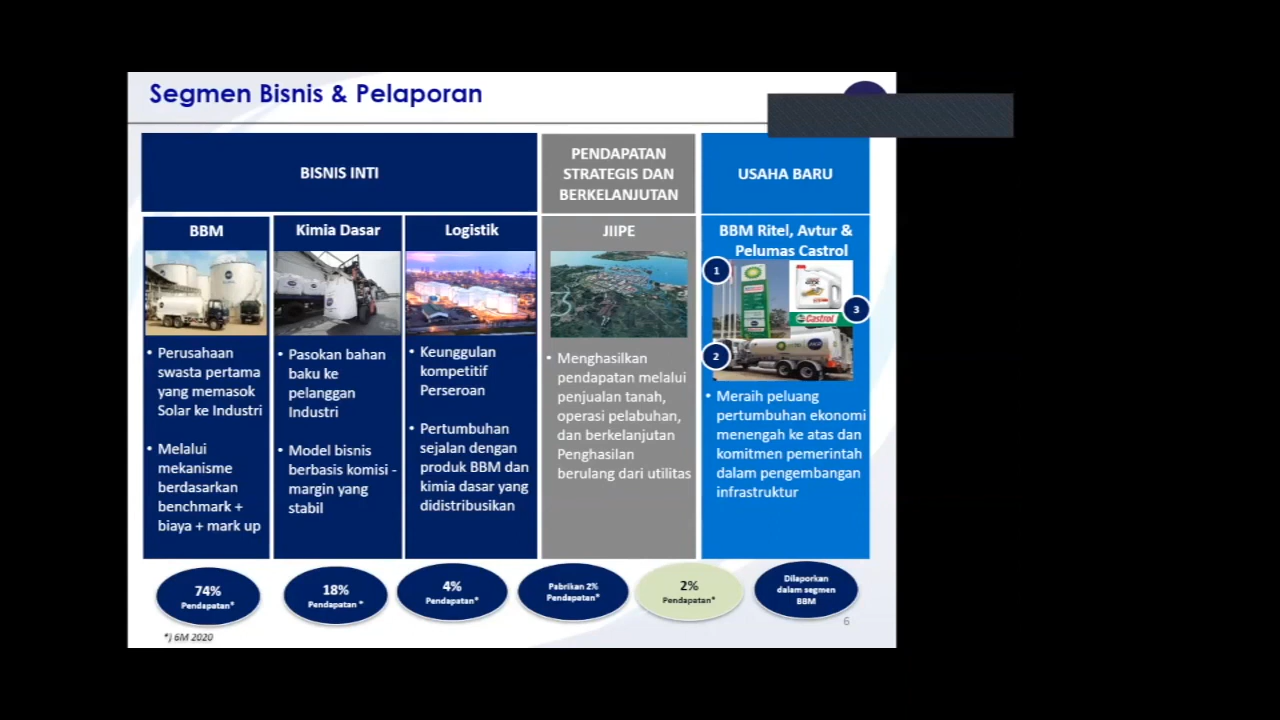 Segmen Bisnis & Pelaporan
BISNIS INTI
PENDAPATAN
STRATEGIS DAN
BERKELANJUTAN
USAHA BARU
BBM
Perusahaan
swasta pertama
yang memasok
Solar ke Industri
Melalui
mekanisme
berdasarkan
benchmark +
biaya + mark up
Kimia Dasar
Pasokan bahan
baku ke
pelanggan
Industri
Model bisnis
berbasis komisi -
margin yang
stabil
Logistik
Keunggulan
kompetitif
Perseroan
Pertumbuhan
sejalan dengan
produk BBM dan
kimia dasar yang
didistribusikan
JIIPE
Menghasilkan
pendapatan melalui
penjualan tanah,
operasi pelabuhan,
dan berkelanjutan
Penghasilan
berulang dari utilitas
BBM Ritel, Avtur &
Pelumas Castrol
1
bp
Castrol
3
2
Meraih peluang
pertumbuhan ekonomi
menengah ke atas dan
komitmen pemerintah
dalam pengembangan
infrastruktur
74%
Pendapatan*
18%
Pendapatan *
4%
Pendapatan*
Pabrikan 2%
Pendapatan*
2%
Pendapatan*
Dilaporkan
dalam segmen
BBM
*) 6M 2020
6